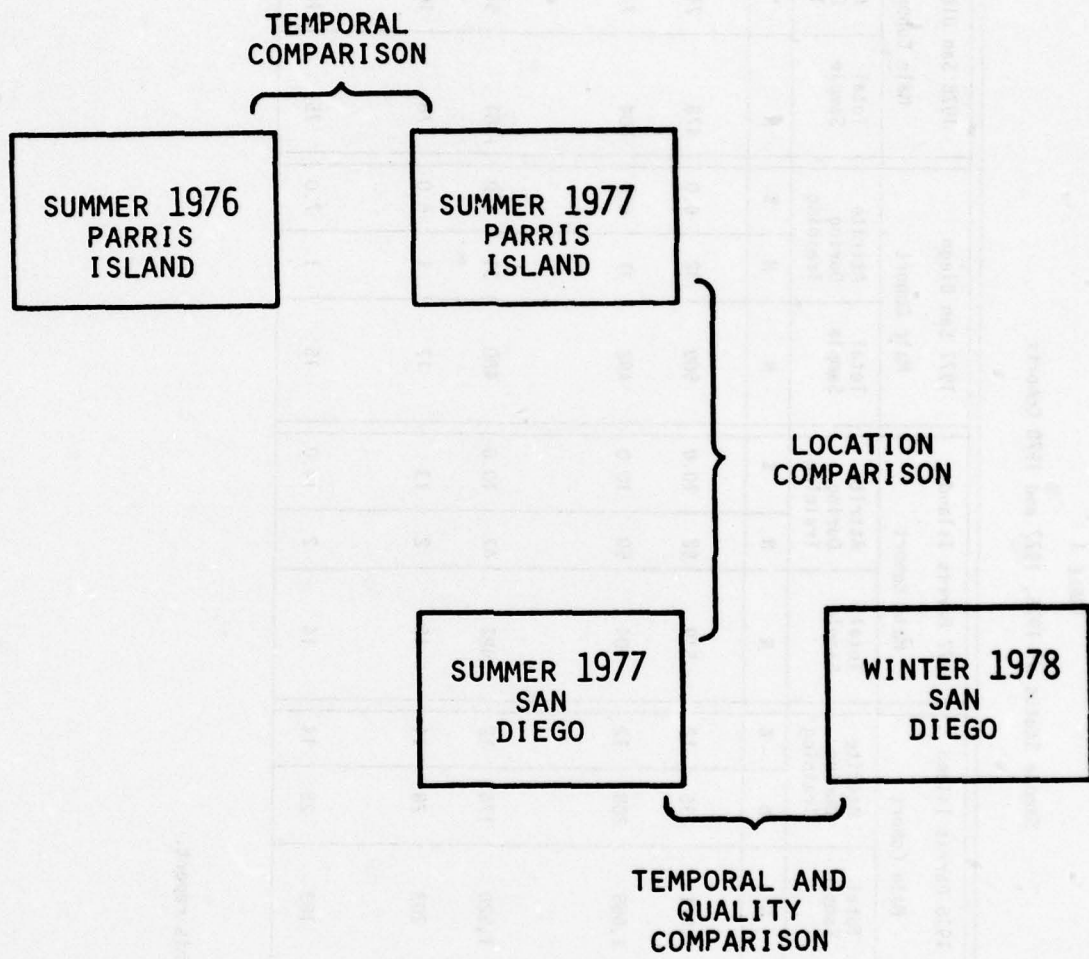 TEMPORAL
COMPARISON
SUMMER 1976
PARRIS
ISLAND
SUMMER 1977
PARRIS
ISLAND
LOCATION
COMPARISON
SUMMER 1977
SAN
DIEGO
WINTER 1978
SAN
DIEGO
TEMPORAL AND
QUALITY
COMPARISON